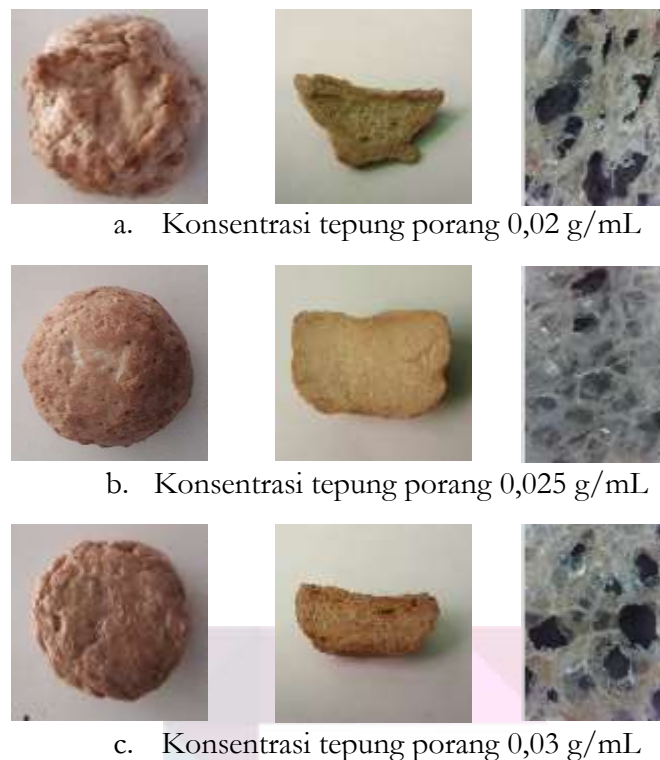 a. Konsentrasi tepung porang 0,02 g/mL
b. Konsentrasi tepung porang 0,025 g/mL
c. Konsentrasi tepung porang 0,03 g/mL